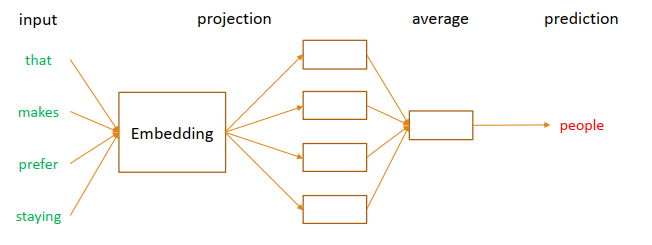 input
projection
average
prediction
that
makes
prefer
staying
Embedding
people